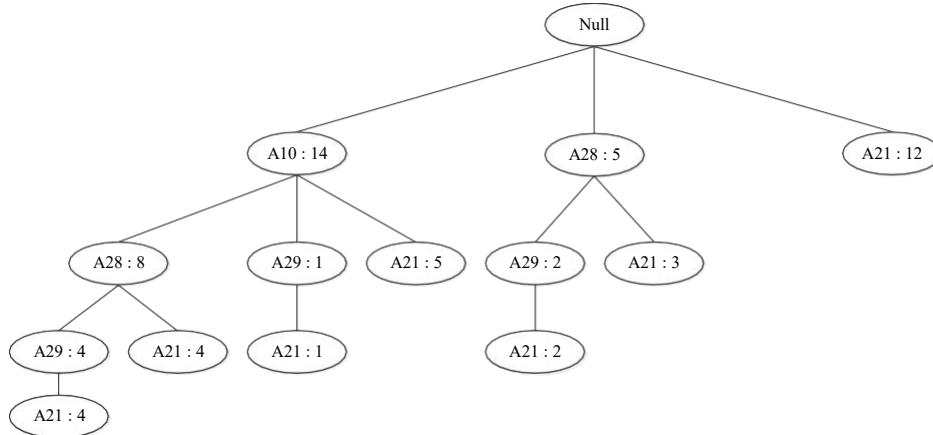 Null
A10 : 14
A28 : 5
A21 : 12
A28 : 8
A29 : 1
A21 : 5
A29 : 2
A21 : 3
A29 : 4
A21 : 4
A21 : 1
A21 : 2
A21 : 4